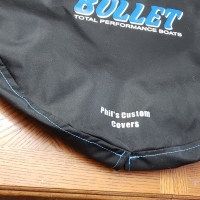 BULLET
TOTAL PERFORMANCE BOATS
Phil's Custom
Covers